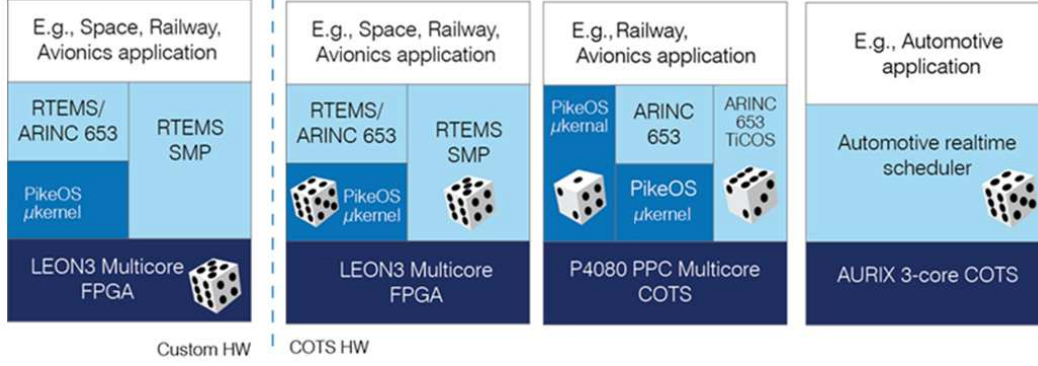 E.g., Space, Railway,
Avionics application
RTEMS/
ARINC 653
RTEMS
SMP
PikeOS
µkernel
LEON3 Multicore
FPGA
Custom HW
E.g., Space, Railway,
Avionics application
RTEMS/
ARINC 653
RTEMS
SMP
PikeOS
µkernel
LEON3 Multicore
FPGA
COTS HW
E.g., Railway,
Avionics application
PikeOS
µkernal
ARINC
653
ARINC
653
TiCOS
PikeOS
µkernel
P4080 PPC Multicore
COTS
E.g., Automotive
application
Automotive realtime
scheduler
AURIX 3-core COTS